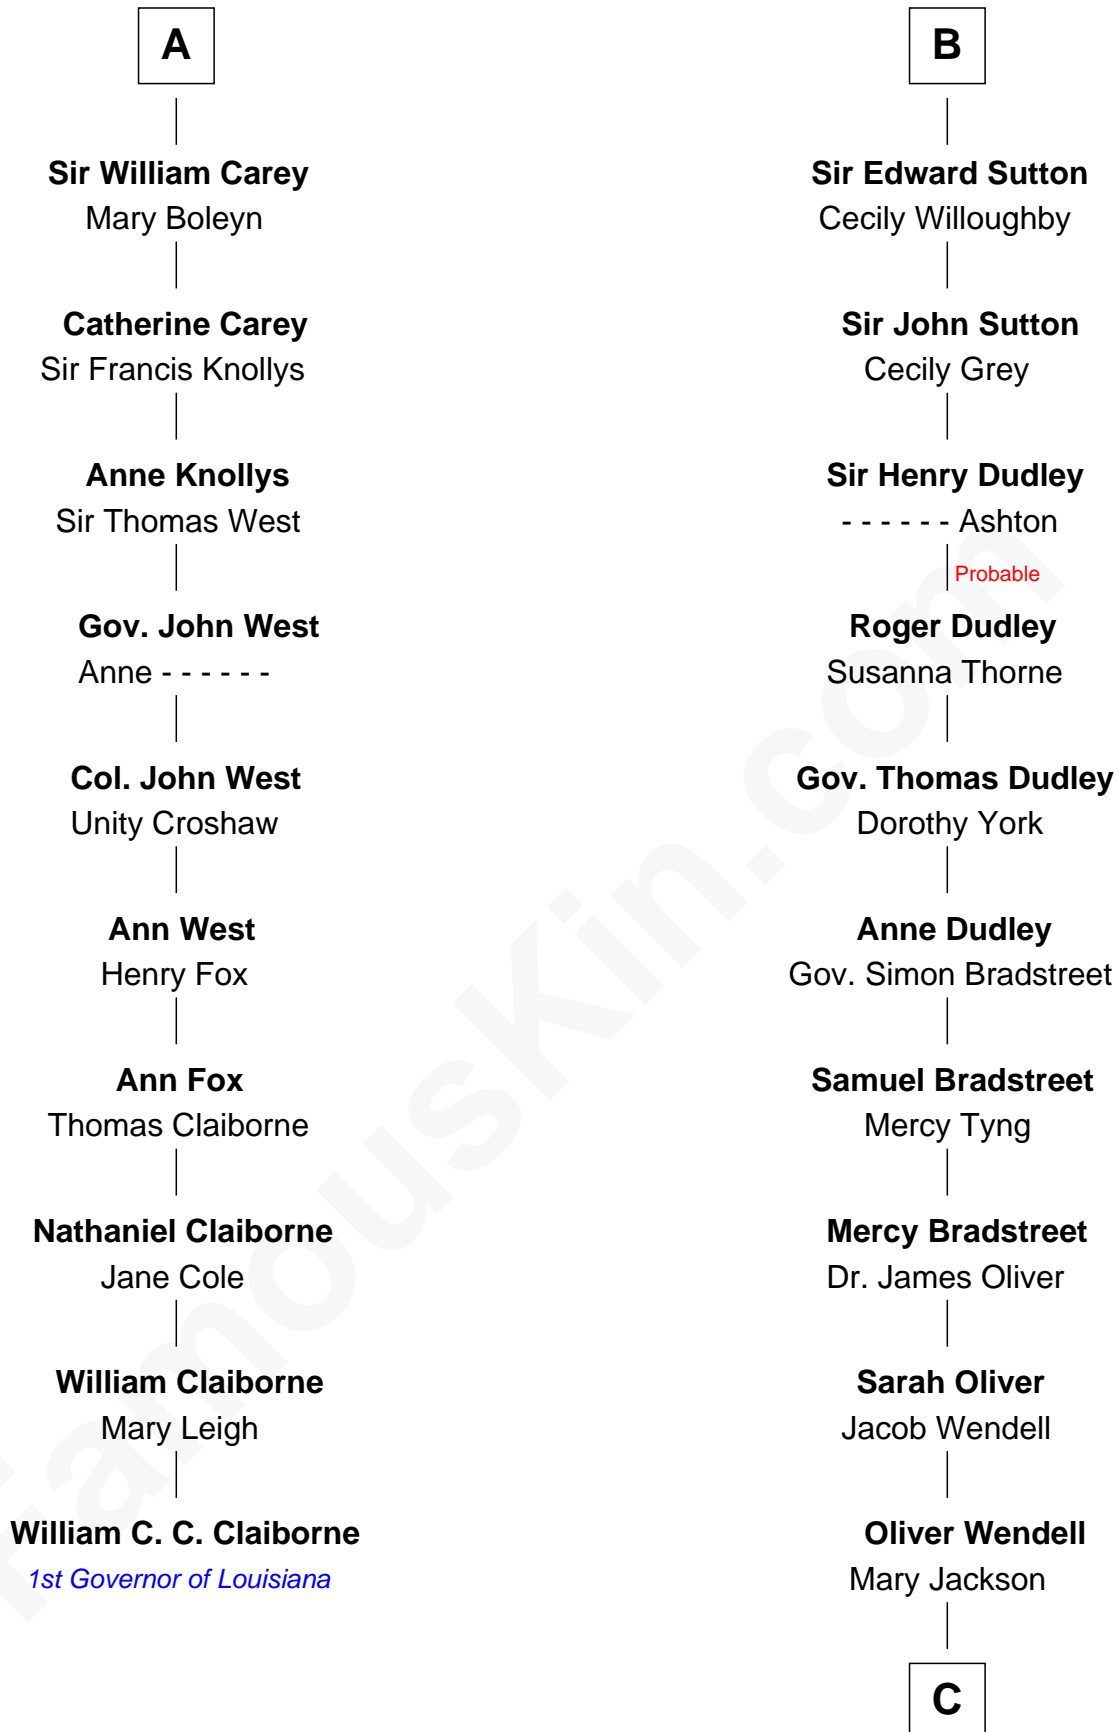 A
Sir William Carey
Mary Boleyn
Catherine Carey
Sir Francis Knollys
Anne Knollys
Sir Thomas West
Gov. John West
Anne - - - - - -
Col. John West
Unity Croshaw
Ann West
Henry Fox
Ann Fox
Thomas Claiborne
Nathaniel Claiborne
Jane Cole
William Claiborne
Mary Leigh
William C. C. Claiborne
1st Governor of Louisiana
B
Sir Edward Sutton
Cecily Willoughby
Sir John Sutton
Cecily Grey
Sir Henry Dudley
- - - - - - Ashton
Probable
Roger Dudley
Susanna Thorne
Gov. Thomas Dudley
Dorothy York
Anne Dudley
Gov. Simon Bradstreet
Samuel Bradstreet
Mercy Tyng
Mercy Bradstreet
Dr. James Oliver
Sarah Oliver
Jacob Wendell
Oliver Wendell
Mary Jackson
C
FamousKin.com